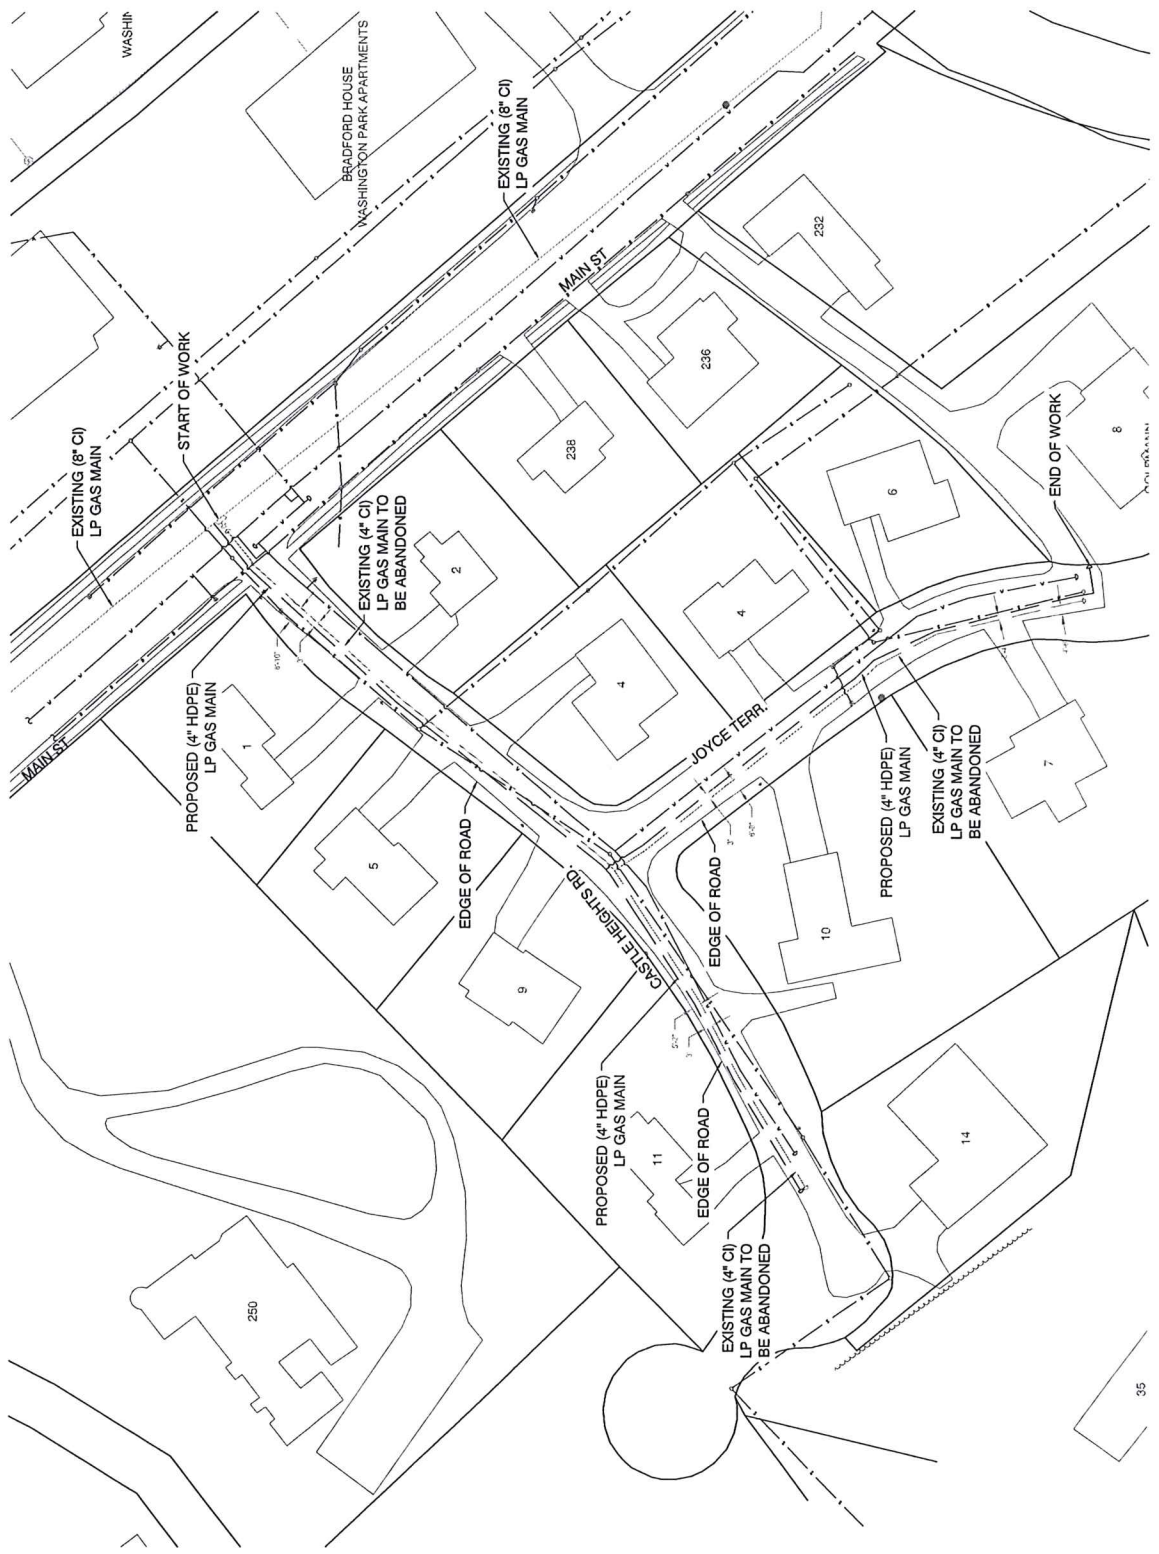 WASHIN
BRADFORD HOUSE
WASHINGTON PARK APARTMENTS
EXISTING (8" CI)
LP GAS MAIN
START OF WORK
EXISTING (8" CI)
LP GAS MAIN
MAIN ST
232
236
238
EXISTING (4" CI)
LP GAS MAIN TO
BE ABANDONED
2
6
8
END OF WORK
4
4
PROPOSED (4" HDPE)
LP GAS MAIN
MAIN ST
1
JOYCE TERR.
5
EDGE OF ROAD
7
PROPOSED (4" HDPE)
LP GAS MAIN
EXISTING (4" CI)
LP GAS MAIN TO
BE ABANDONED
CASTLE HEIGHTS RD
EDGE OF ROAD
9
10
PROPOSED (4" HDPE)
LP GAS MAIN
11
EDGE OF ROAD
14
EXISTING (4" CI)
LP GAS MAIN TO
BE ABANDONED
250
35